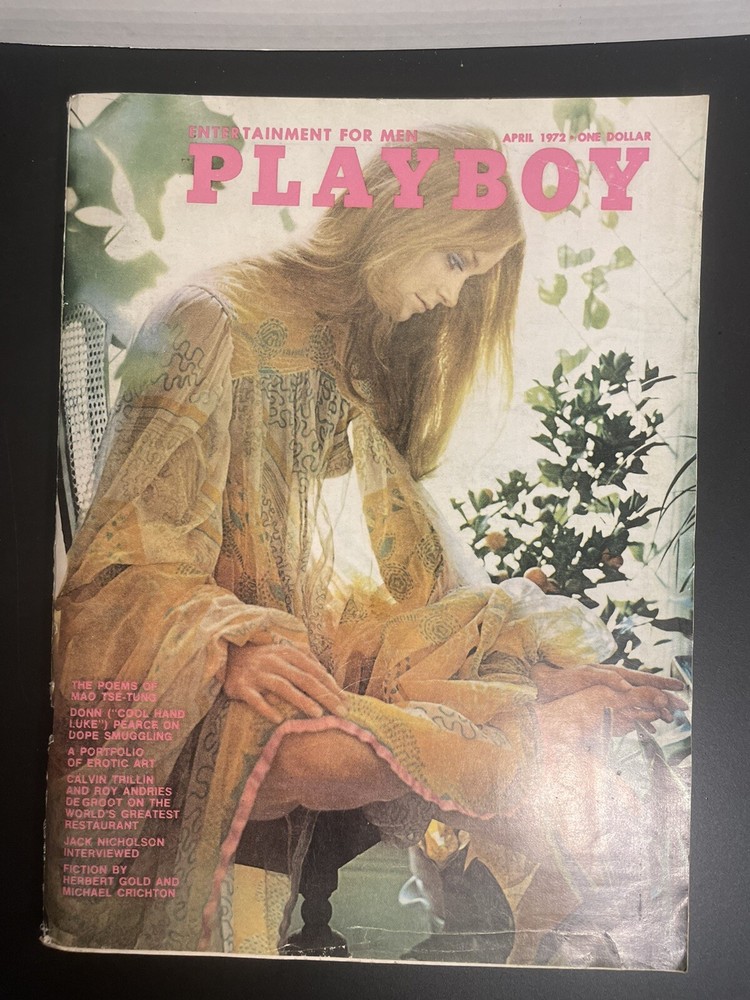 ENTERTAINMENT FOR MEN
APRIL 1972 • ONE DOLLAR
PLAYBOY
THE POEMS OF
MAO TSE-TUNG
DONN ("COOL HAND
LUKE") PEARCE ON
DOPE SMUGGLING
A PORTFOLIO
OF EROTIC ART
CALVIN TRILLIN
AND ROY ANDRIES
DE GROOT ON THE
WORLD'S GREATEST
RESTAURANT
JACK NICHOLSON
INTERVIEWED
FICTION BY
HERBERT GOLD AND
MICHAEL CRICHTON